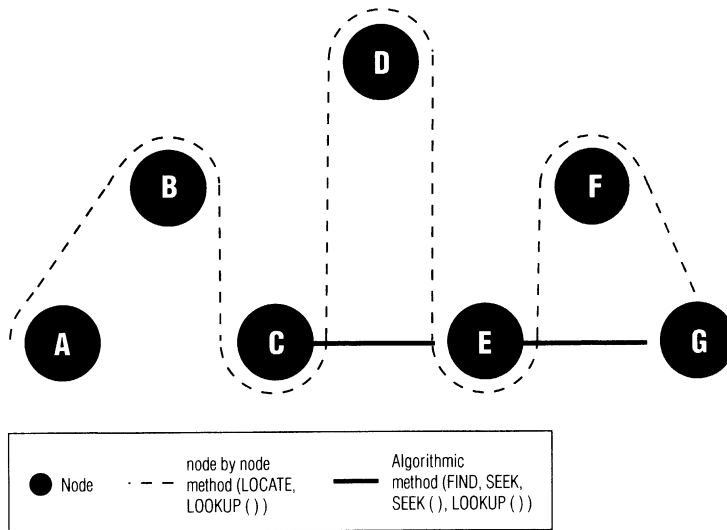 D
B
F
A
C
E
G
Node
node by node
method (LOCATE,
LOOKUP ( ) )
Algorithmic
method (FIND, SEEK,
SEEK ( ), LOOKUP ( ) )